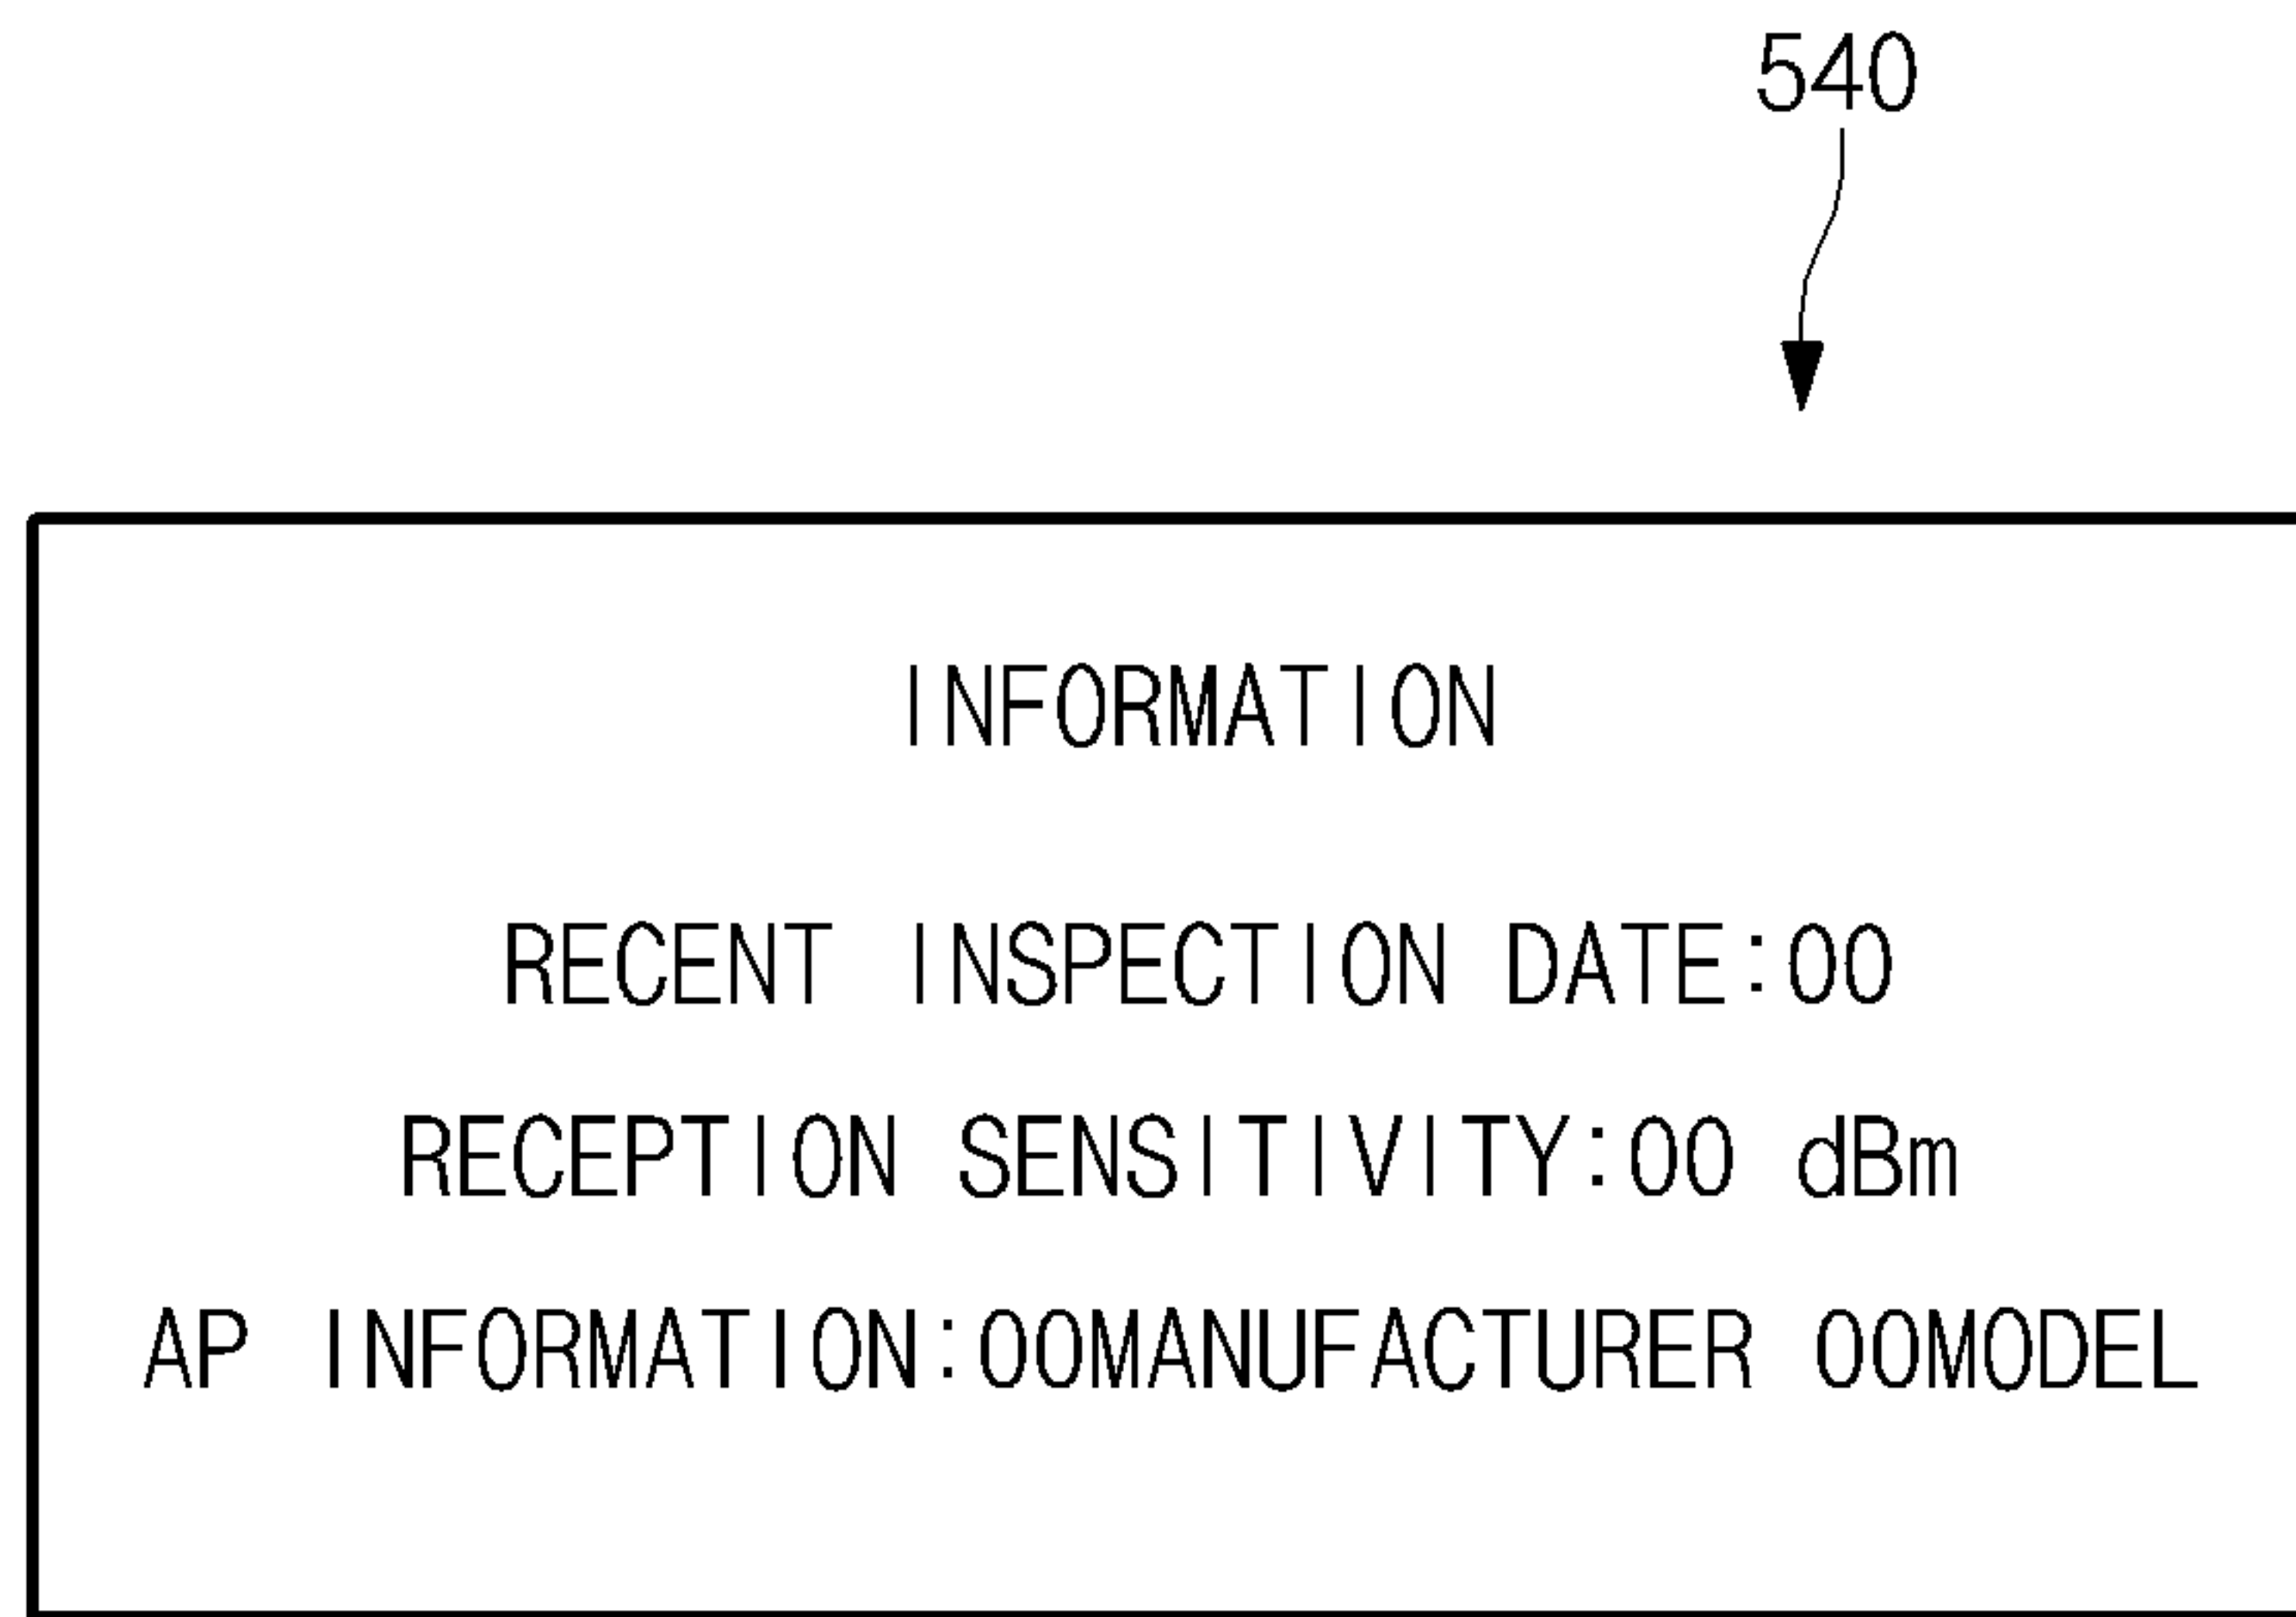 540
INFORMATION
RECENT INSPECTION DATE:00
RECEPTION SENSITIVITY:00 dBm
AP INFORMATION:00MANUFACTURER 00MODEL